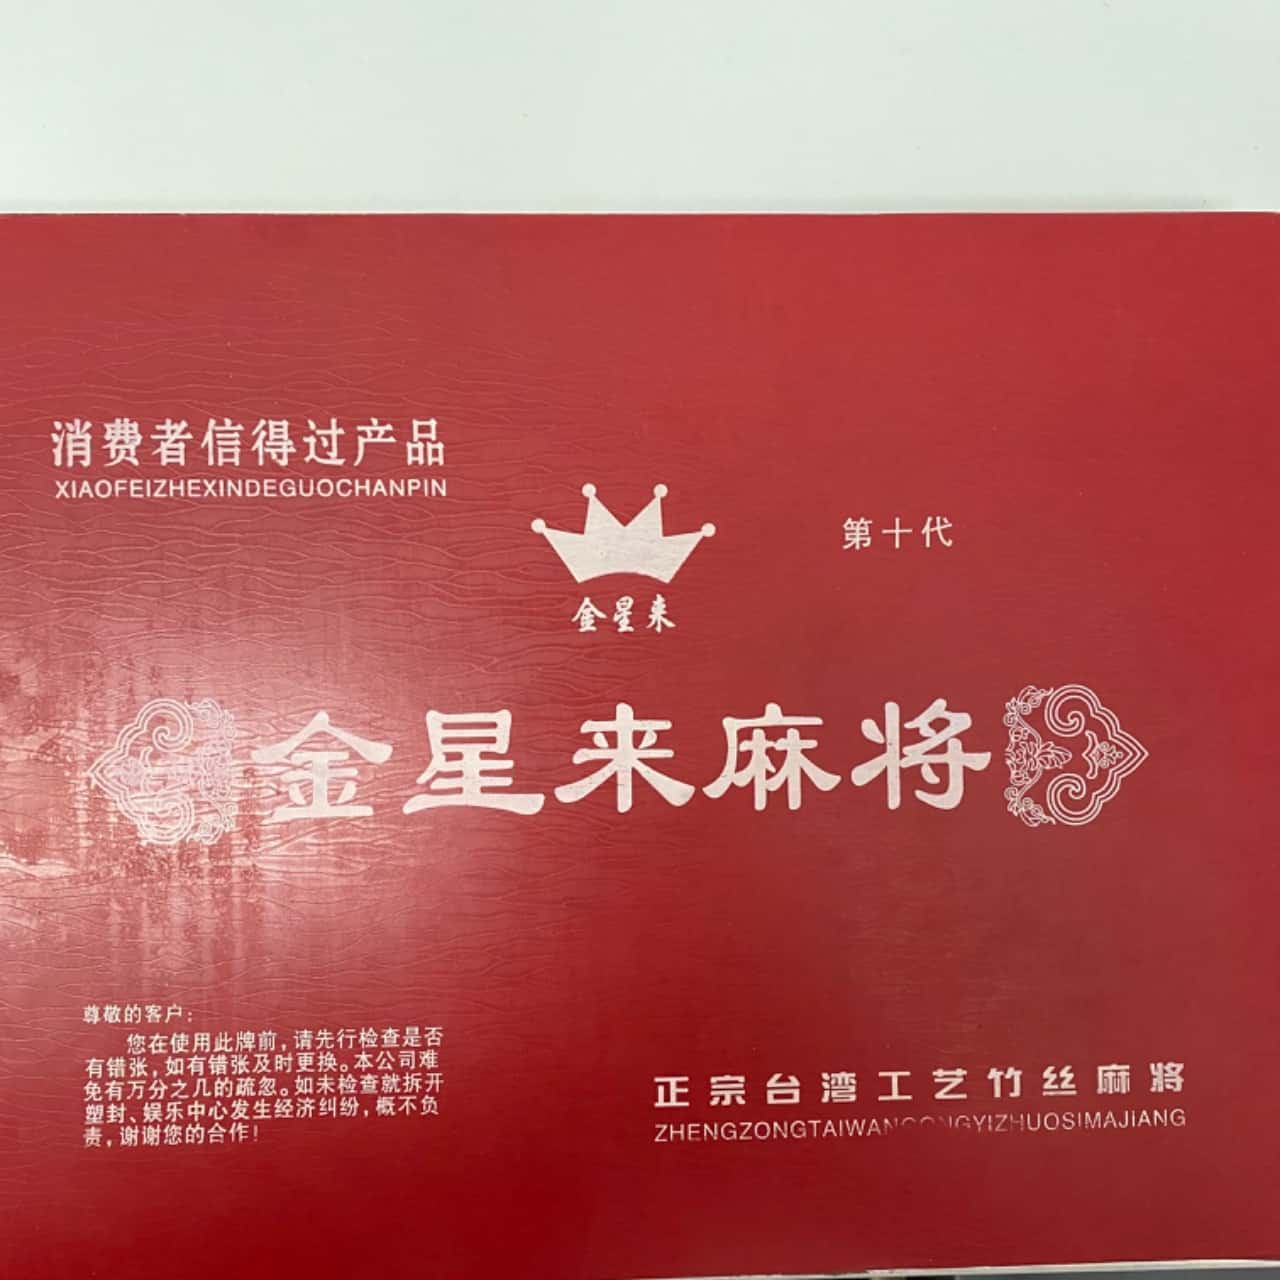 消费者信得过产品
XIAOFEIZHEXINDEGUOCHANPIN
第十代
金星来
金星来麻将
尊敬的客户：
您在使用此牌前，请先行检查是否
有错张，如有错张及时更换。本公司难
免有万分之几的疏忽。如未检查就拆开
塑封、娱乐中心发生经济纠纷，概不负
责，谢谢您的合作！
正宗台湾工艺竹丝麻将
ZHENGZONGTAIWANGONGYIZHUOSIMAJIANG